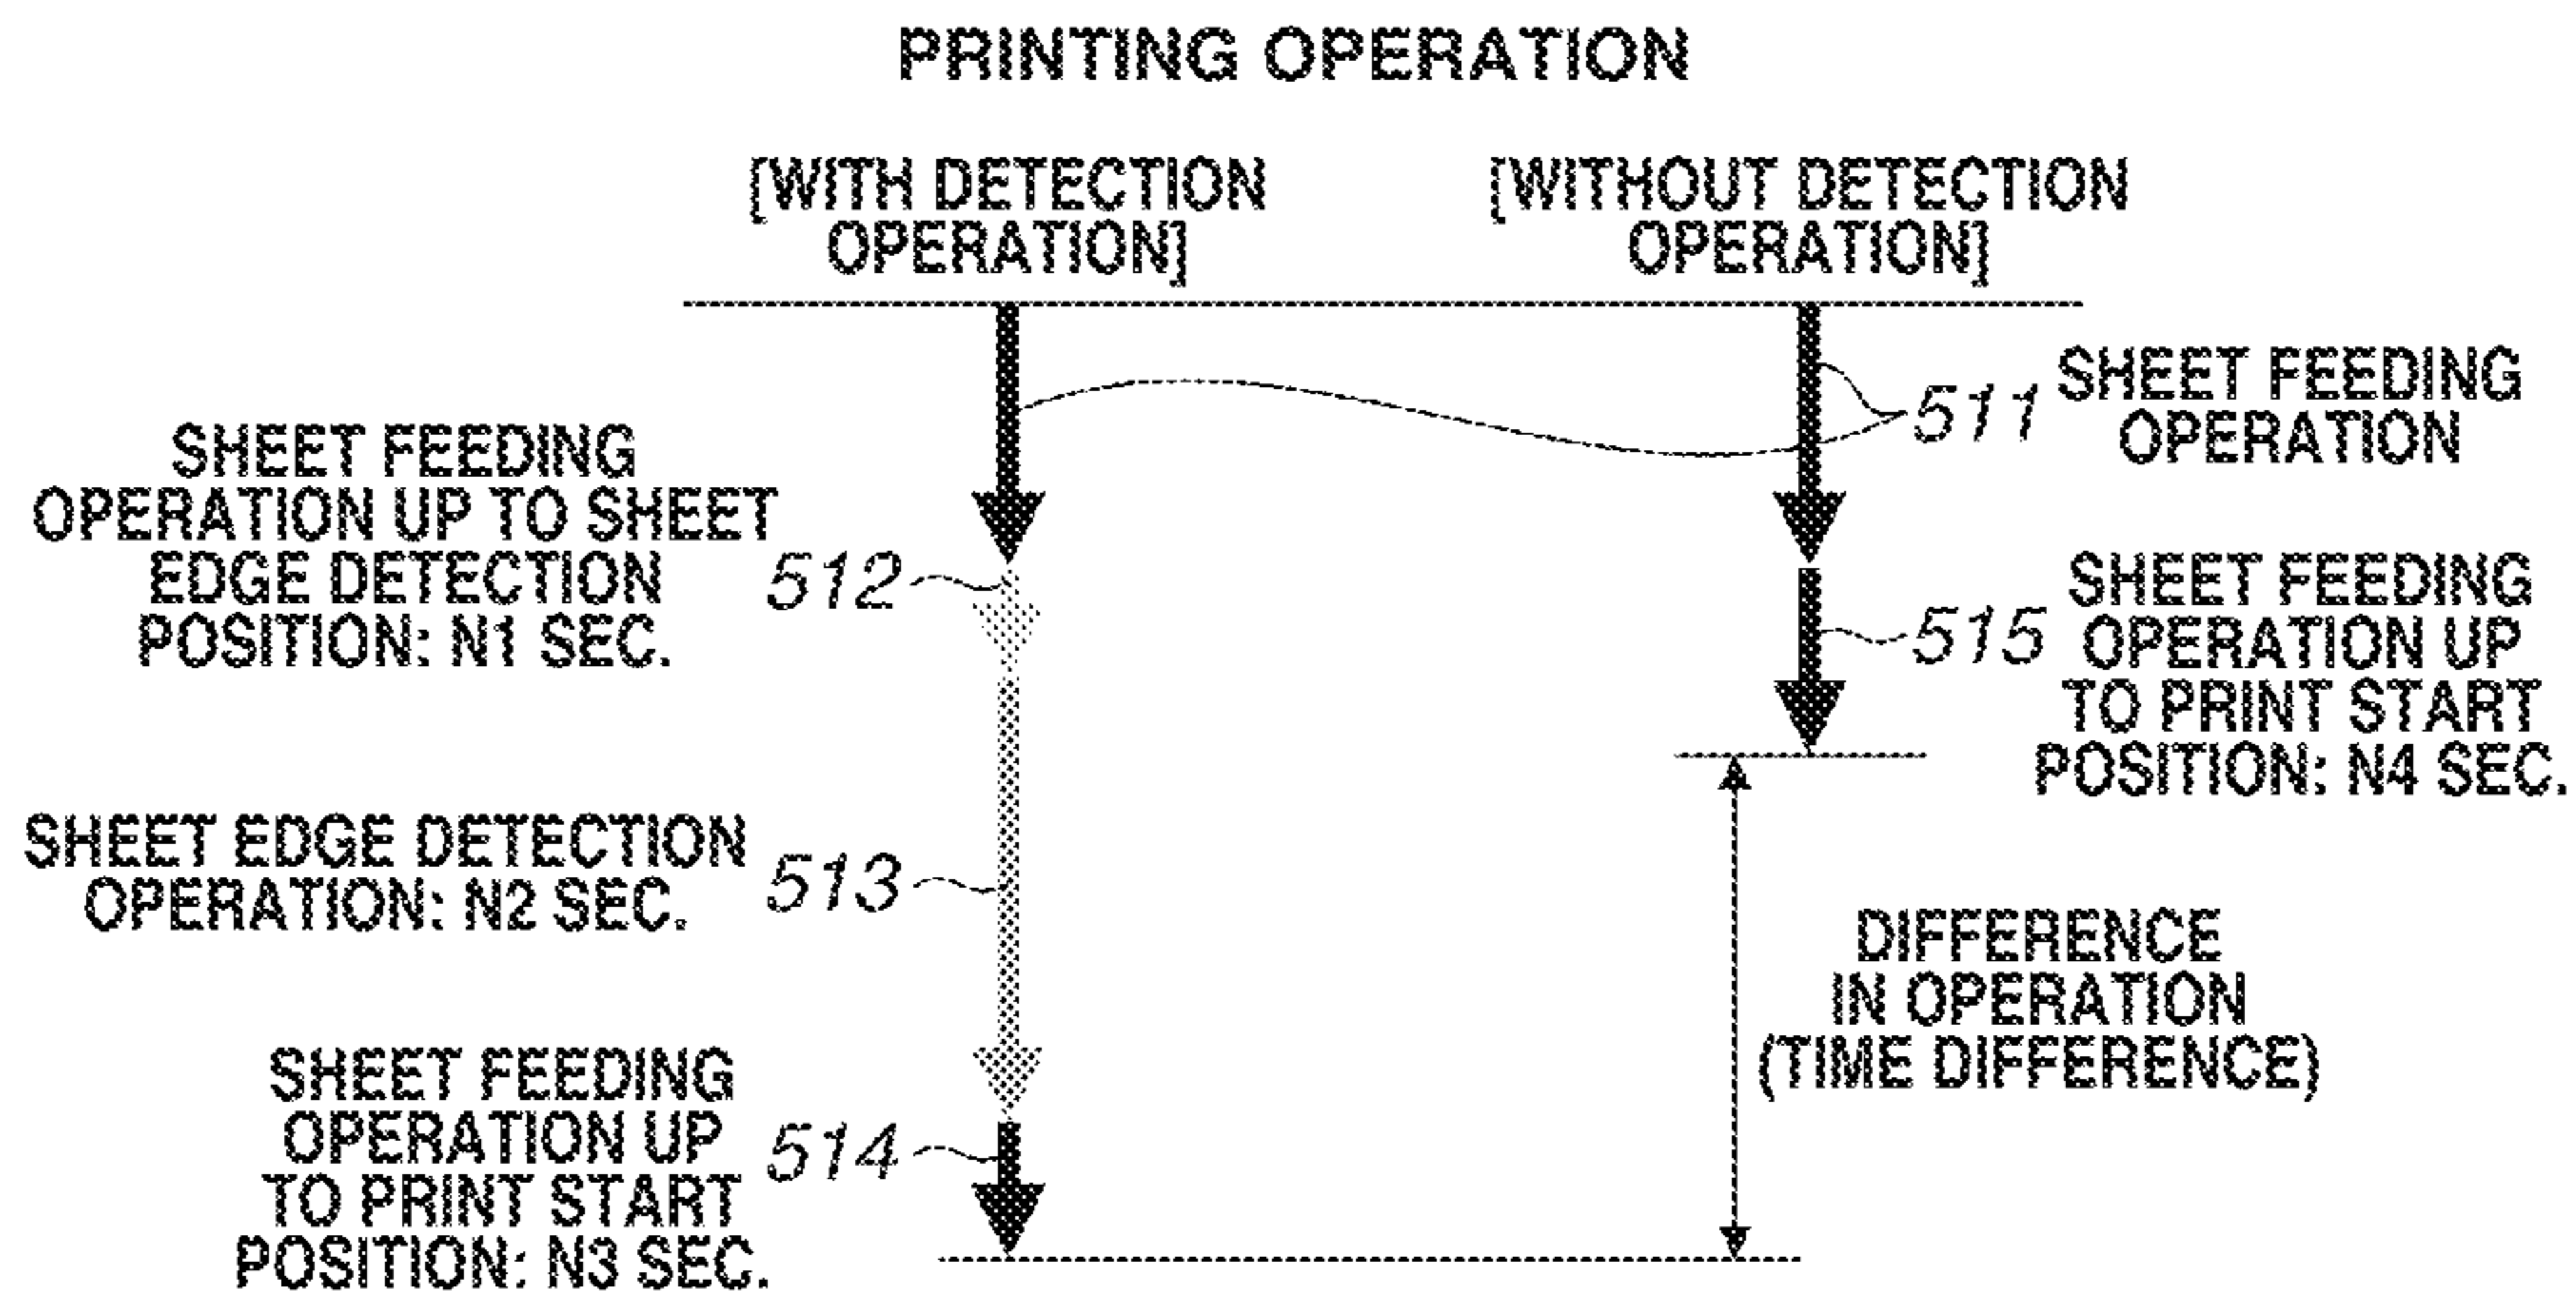 PRINTING OPERATION
[WITH DETECTION
OPERATION]
[WITHOUT DETECTION
OPERATION]
511
SHEET FEEDING
OPERATION
SHEET FEEDING
OPERATION UP TO SHEET
EDGE DETECTION
POSITION: N1 SEC.
512
515
SHEET FEEDING
OPERATION UP
TO PRINT START
POSITION: N4 SEC.
SHEET EDGE DETECTION
OPERATION: N2 SEC.
513
DIFFERENCE
IN OPERATION
(TIME DIFFERENCE)
SHEET FEEDING
OPERATION UP
TO PRINT START
POSITION: N3 SEC.
514